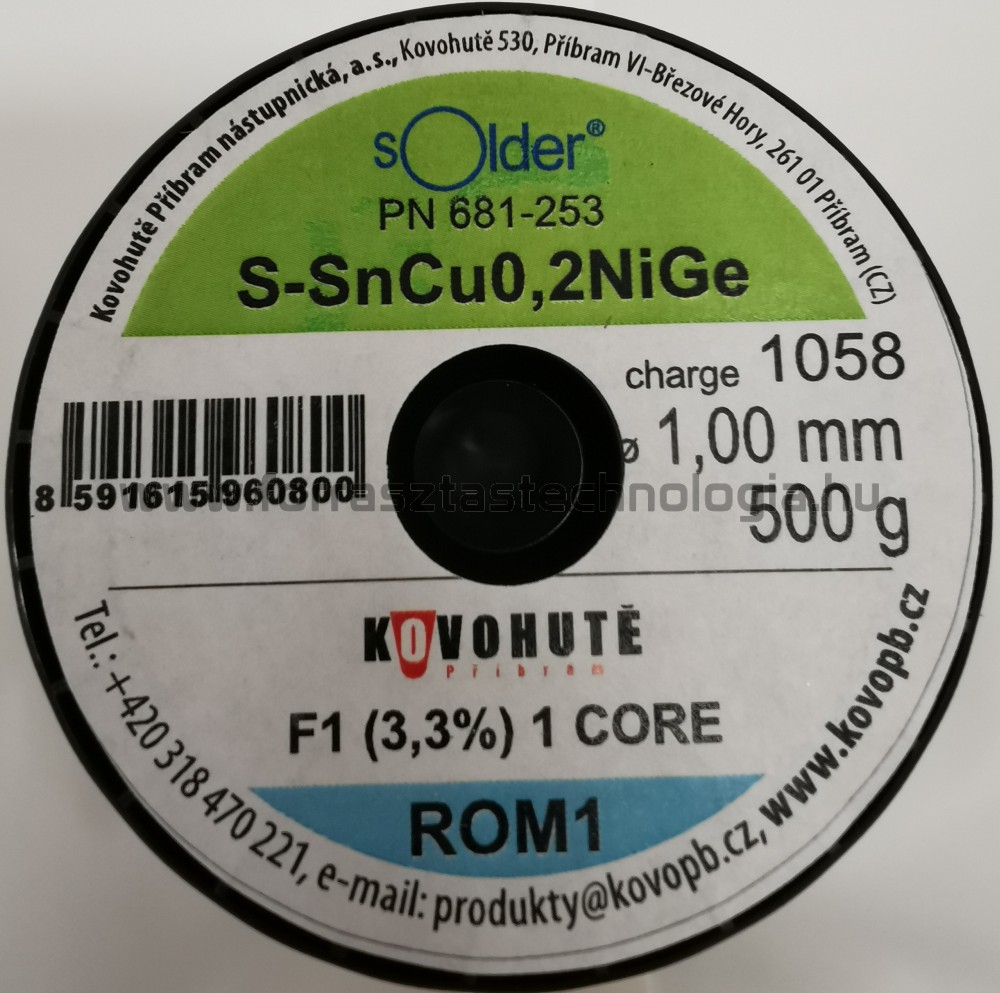 Kovohutě Příbram nástupnická, a.s., Kovohutě 530, Příbram VI-Březové Hory, 261 01 Příbram (CZ)
sOlder®
PN 681-253
S-SnCu0,2NiGe
charge 1058
ø 1,00 mm
500 g
8 591615 960800
www.forrasztastechnologia.hu
KOVOHUTĚ
Příbram
F1 (3,3%) 1 CORE
ROM1
Tel.: +420 318 470 221, e-mail: produkty@kovopb.cz, www.kovopb.cz